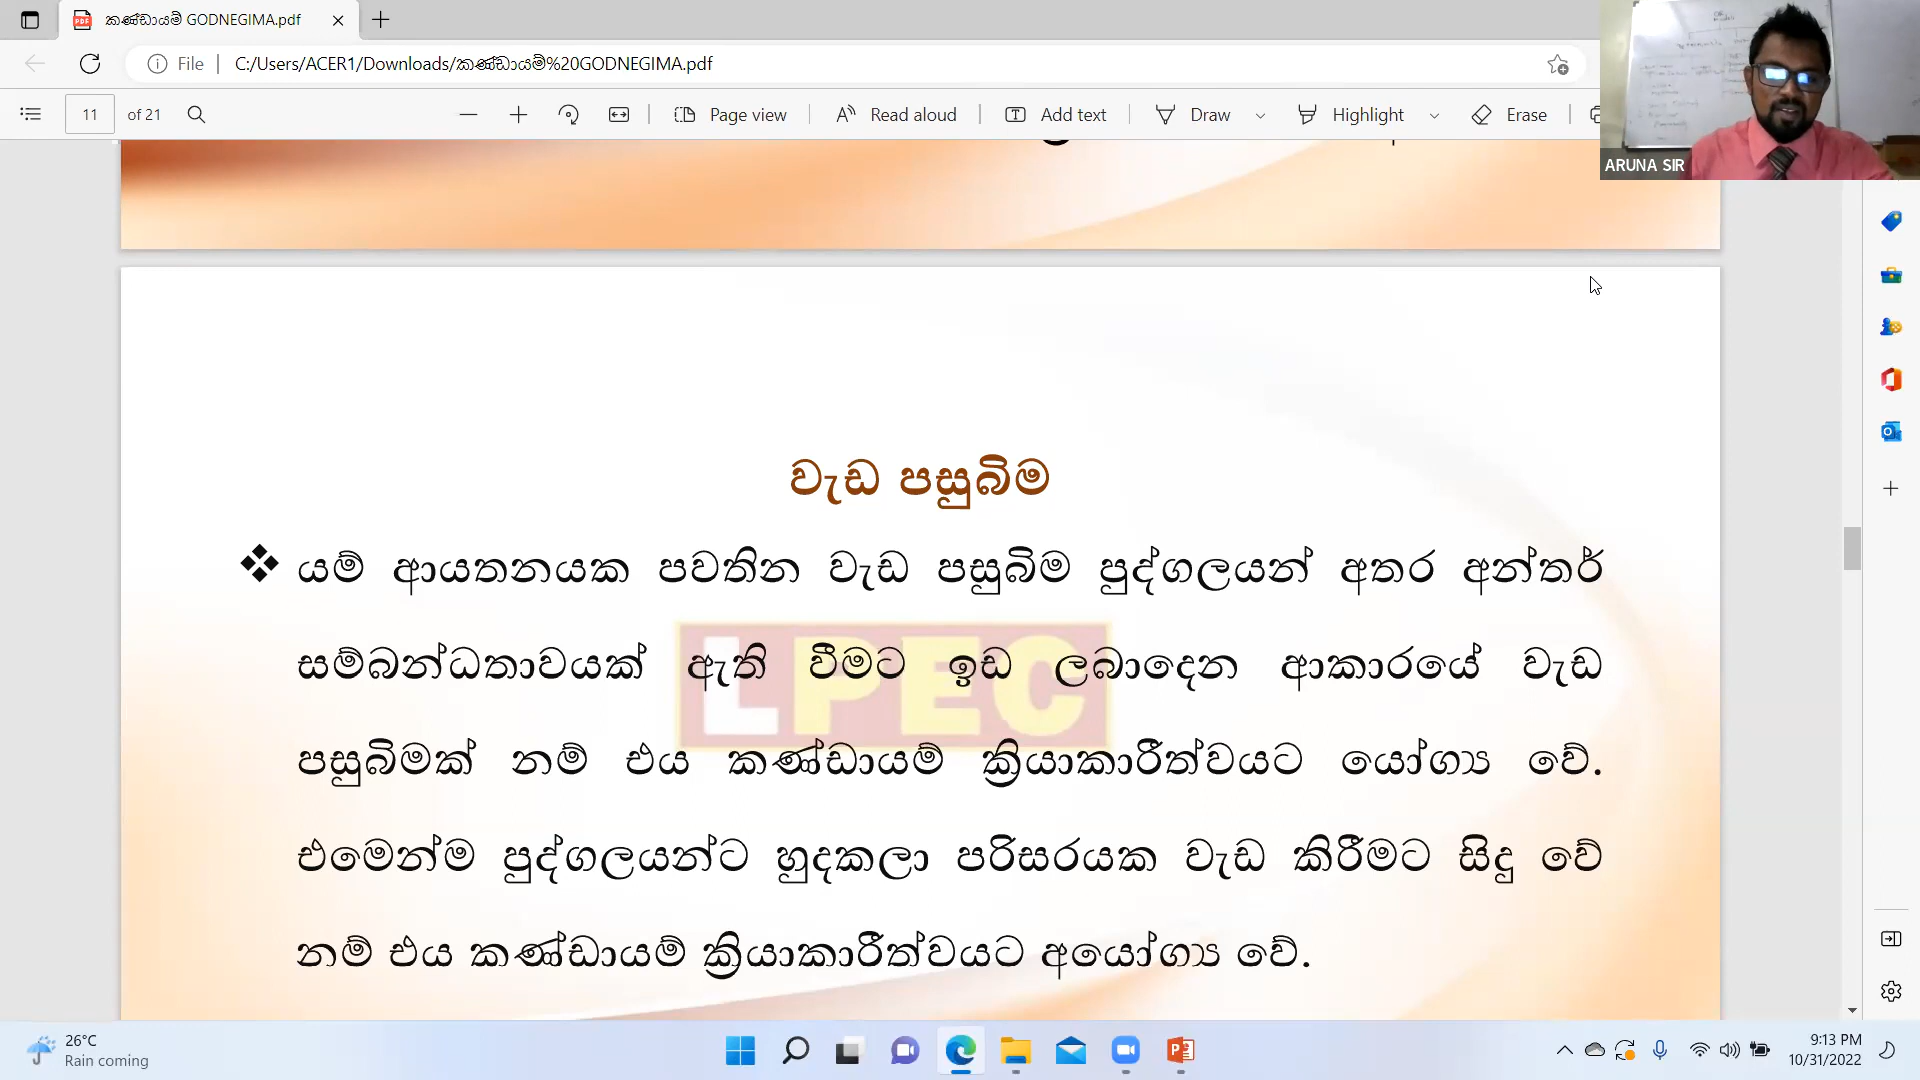 කණ්ඩායම් GODNEGIMA.pdf
File
C:/Users/ACER1/Downloads/කණ්ඩායම්%20GODNEGIMA.pdf
11 of 21
Page view
Read aloud
Add text
Draw
Highlight
Erase
ARUNA SIR
වැඩ පසුබිම
❖ යම් ආයතනයක පවතින වැඩ පසුබිම පුද්ගලයන් අතර අන්තර්
සම්බන්ධතාවයක් ඇති වීමට ඉඩ ලබාදෙන ආකාරයේ වැඩ
පසුබිමක් නම් එය කණ්ඩායම් ක්‍රියාකාරීත්වයට යෝග්‍ය වේ.
එමෙන්ම පුද්ගලයන්ට හුදකලා පරිසරයක වැඩ කිරීමට සිදු වේ
නම් එය කණ්ඩායම් ක්‍රියාකාරීත්වයට අයෝග්‍ය වේ.
LPEC
26°C
Rain coming
9:13 PM
10/31/2022